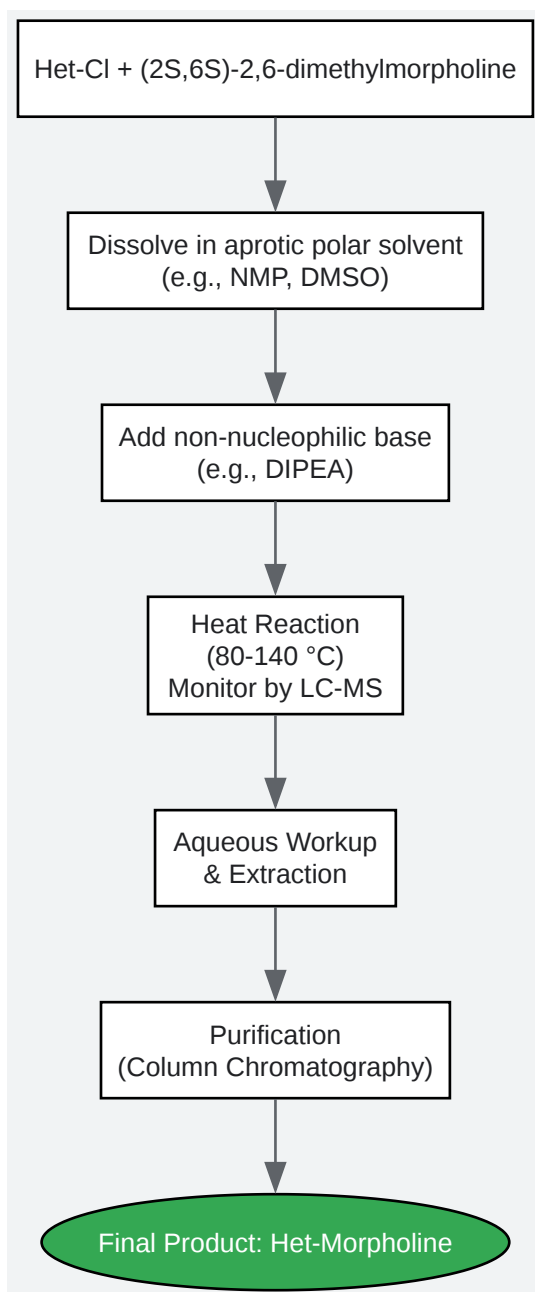 Het-Cl + (2S,6S)-2,6-dimethylmorpholine
Dissolve in aprotic polar solvent
(e.g., NMP, DMSO)
Add non-nucleophilic base
(e.g., DIPEA)
Heat Reaction
(80-140 °C)
Monitor by LC-MS
Aqueous Workup
& Extraction
Purification
(Column Chromatography)
Final Product: Het-Morpholine